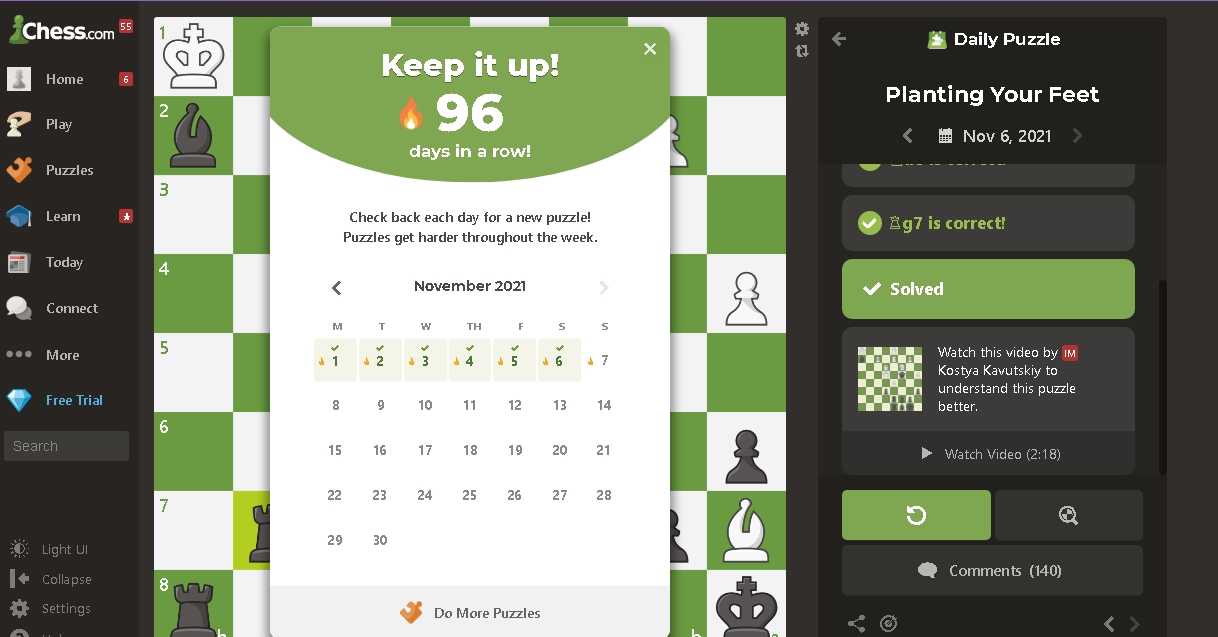 Chess.com
55
Home
6
Play
Puzzles
Learn
Today
Connect
More
Free Trial
Search
Light UI
Collapse
Settings
1
2
3
4
5
6
7
8
h
b
a
Keep it up!
96
days in a row!
Check back each day for a new puzzle!
Puzzles get harder throughout the week.
November 2021
M T W TH F S S
1 2 3 4 5 6 7
8 9 10 11 12 13 14
15 16 17 18 19 20 21
22 23 24 25 26 27 28
29 30
Do More Puzzles
Daily Puzzle
Planting Your Feet
Nov 6, 2021
g7 is correct!
Solved
Watch this video by IM
Kostya Kavutskiy to
understand this puzzle
better.
Watch Video (2:18)
Comments (140)